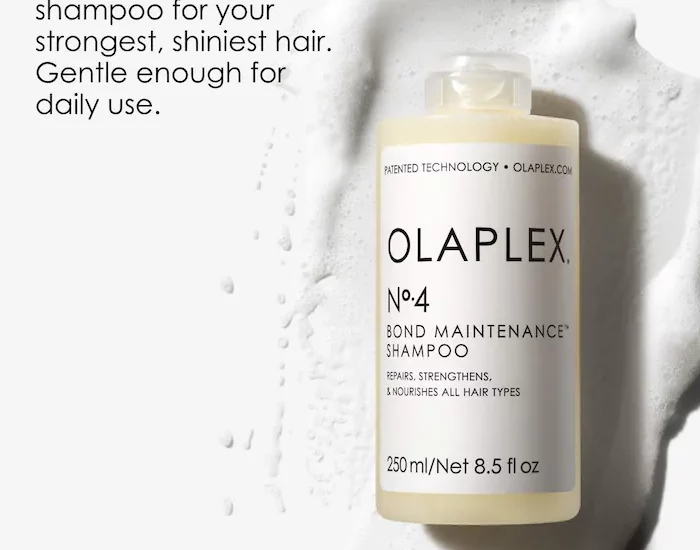 shampoo for your
strongest, shiniest hair.
Gentle enough for
daily use.
PATENTED TECHNOLOGY • OLAPLEX.COM
OLAPLEX.
Nº.4
BOND MAINTENANCE™
SHAMPOO
REPAIRS, STRENGTHENS,
& NOURISHES ALL HAIR TYPES
250 ml/Net 8.5 fl oz